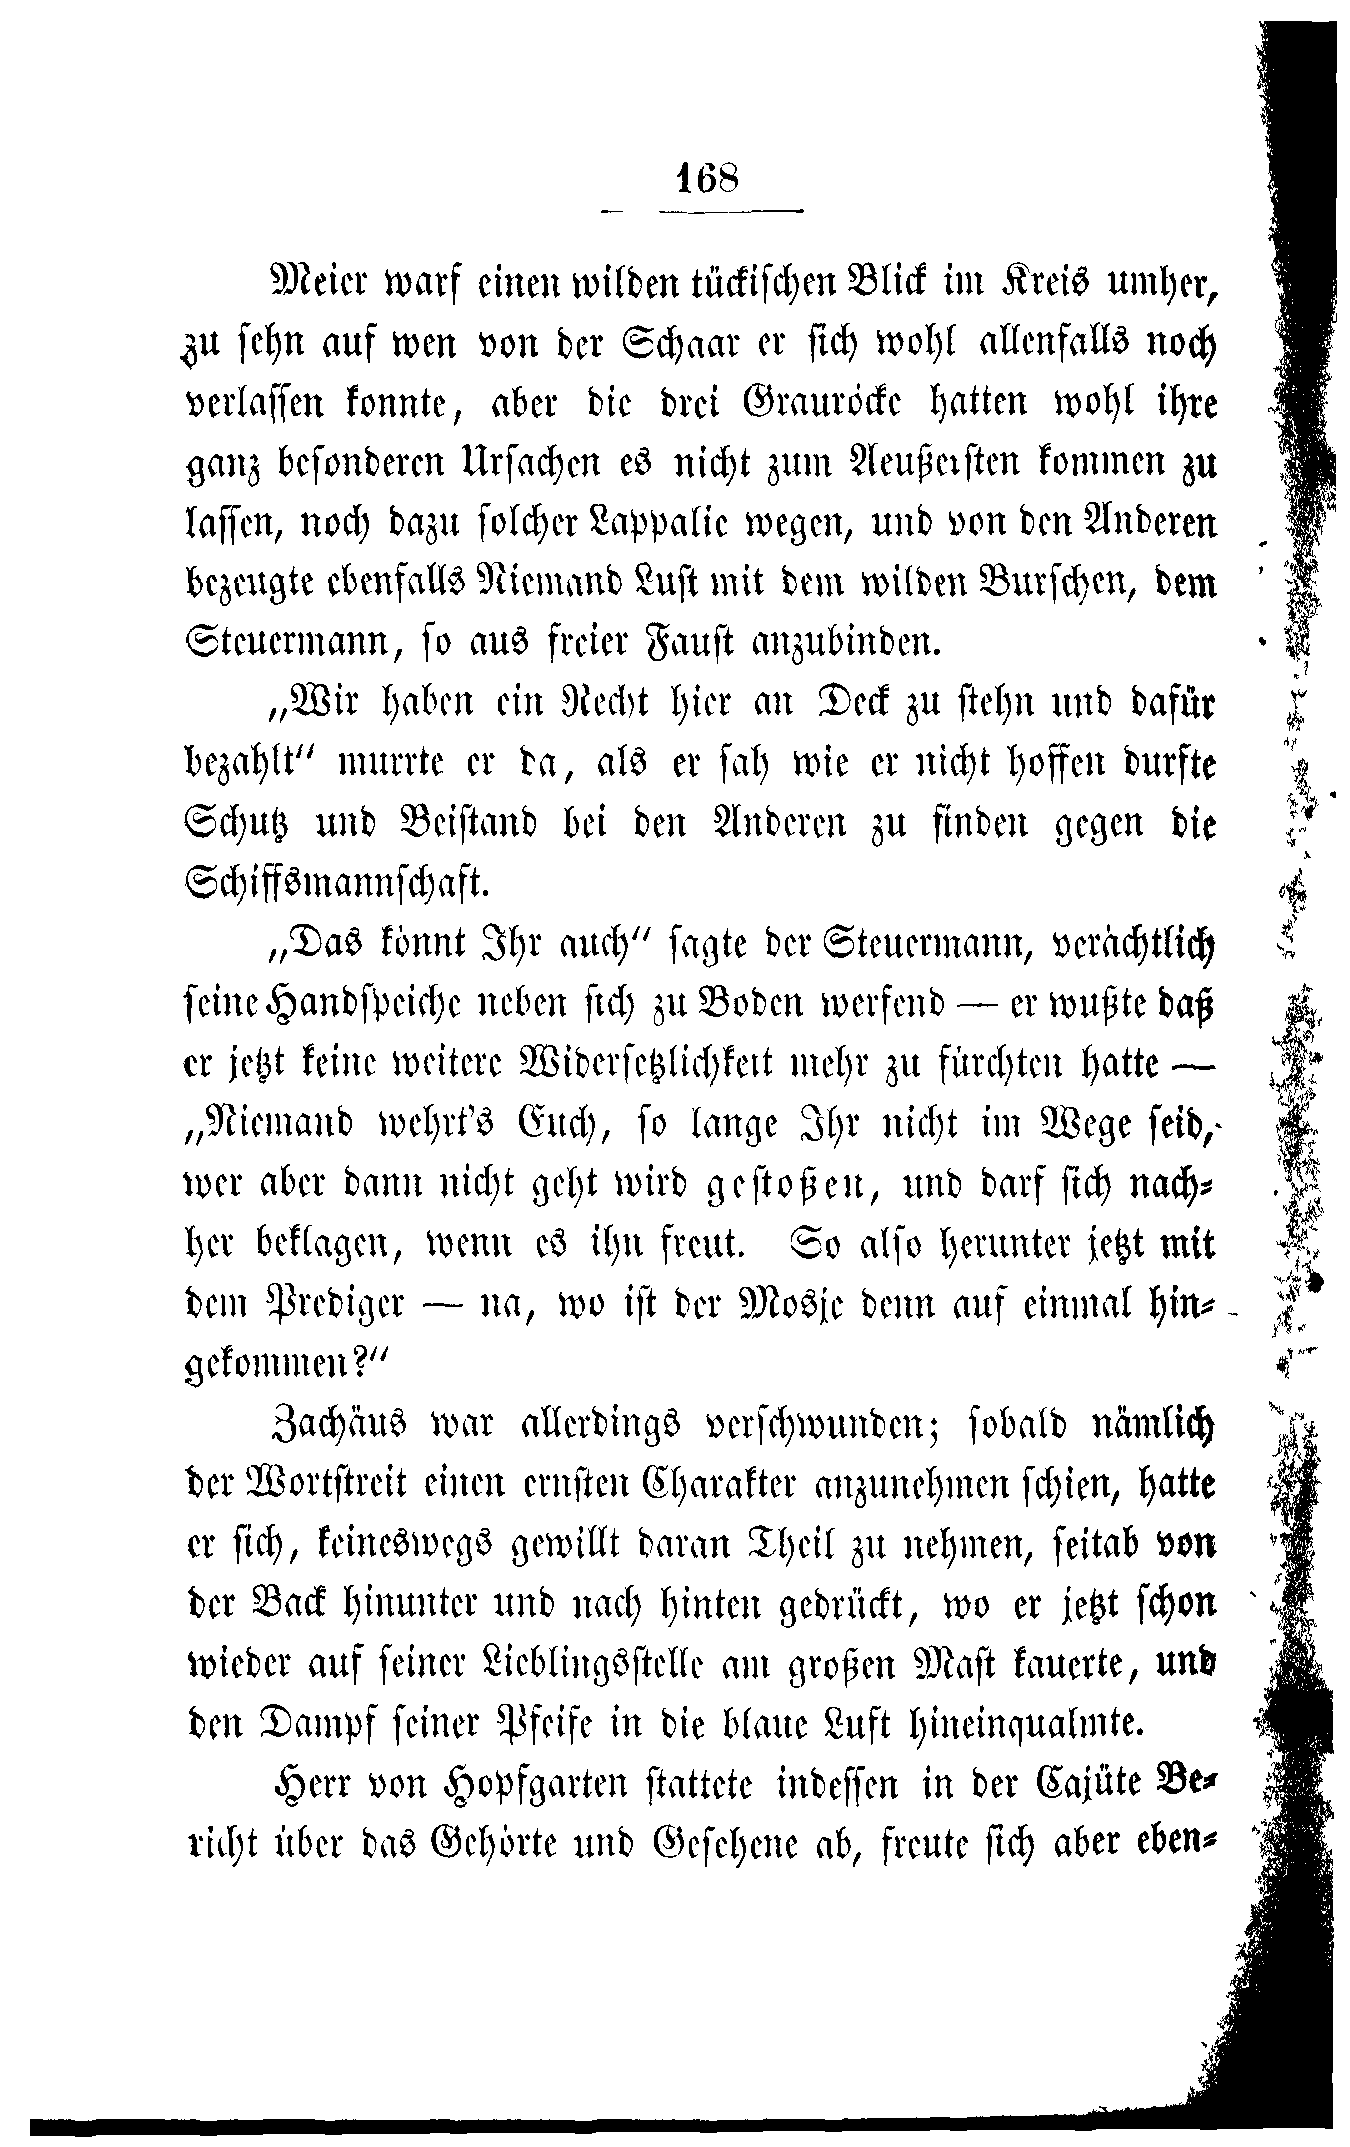 168
Meier warf einen wilden tückischen Blick im Kreis umher,
zu sehn auf wen von der Schaar er sich wohl allenfalls noch
verlassen konnte, aber die drei Grauröcke hatten wohl ihre
ganz besonderen Ursachen es nicht zum Aeußersten kommen zu
lassen, noch dazu solcher Lappalie wegen, und von den Anderen
bezeugte ebenfalls Niemand Lust mit dem wilden Burschen, dem
Steuermann, so aus freier Faust anzubinden.
„Wir haben ein Recht hier an Deck zu stehn und dafür
bezahlt“ murrte er da, als er sah wie er nicht hoffen durfte
Schutz und Beistand bei den Anderen zu finden gegen die
Schiffsmannschaft.
„Das könnt Ihr auch“ sagte der Steuermann, verächtlich
seine Handspeiche neben sich zu Boden werfend — er wußte daß
er jetzt keine weitere Widersetzlichkeit mehr zu fürchten hatte —
„Niemand wehrt's Euch, so lange Ihr nicht im Wege seid,
wer aber dann nicht geht wird gestoßen, und darf sich nach-
her beklagen, wenn es ihn freut. So also herunter jetzt mit
dem Prediger — na, wo ist der Mosje denn auf einmal hin-
gekommen?“
Zachäus war allerdings verschwunden; sobald nämlich
der Wortstreit einen ernsten Charakter anzunehmen schien, hatte
er sich, keineswegs gewillt daran Theil zu nehmen, seitab von
der Back hinunter und nach hinten gedrückt, wo er jetzt schon
wieder auf seiner Lieblingsstelle am großen Mast kauerte, und
den Dampf seiner Pfeife in die blaue Luft hineinqualmte.
Herr von Hopfgarten stattete indessen in der Cajüte Be-
richt über das Gehörte und Gesehene ab, freute sich aber eben-